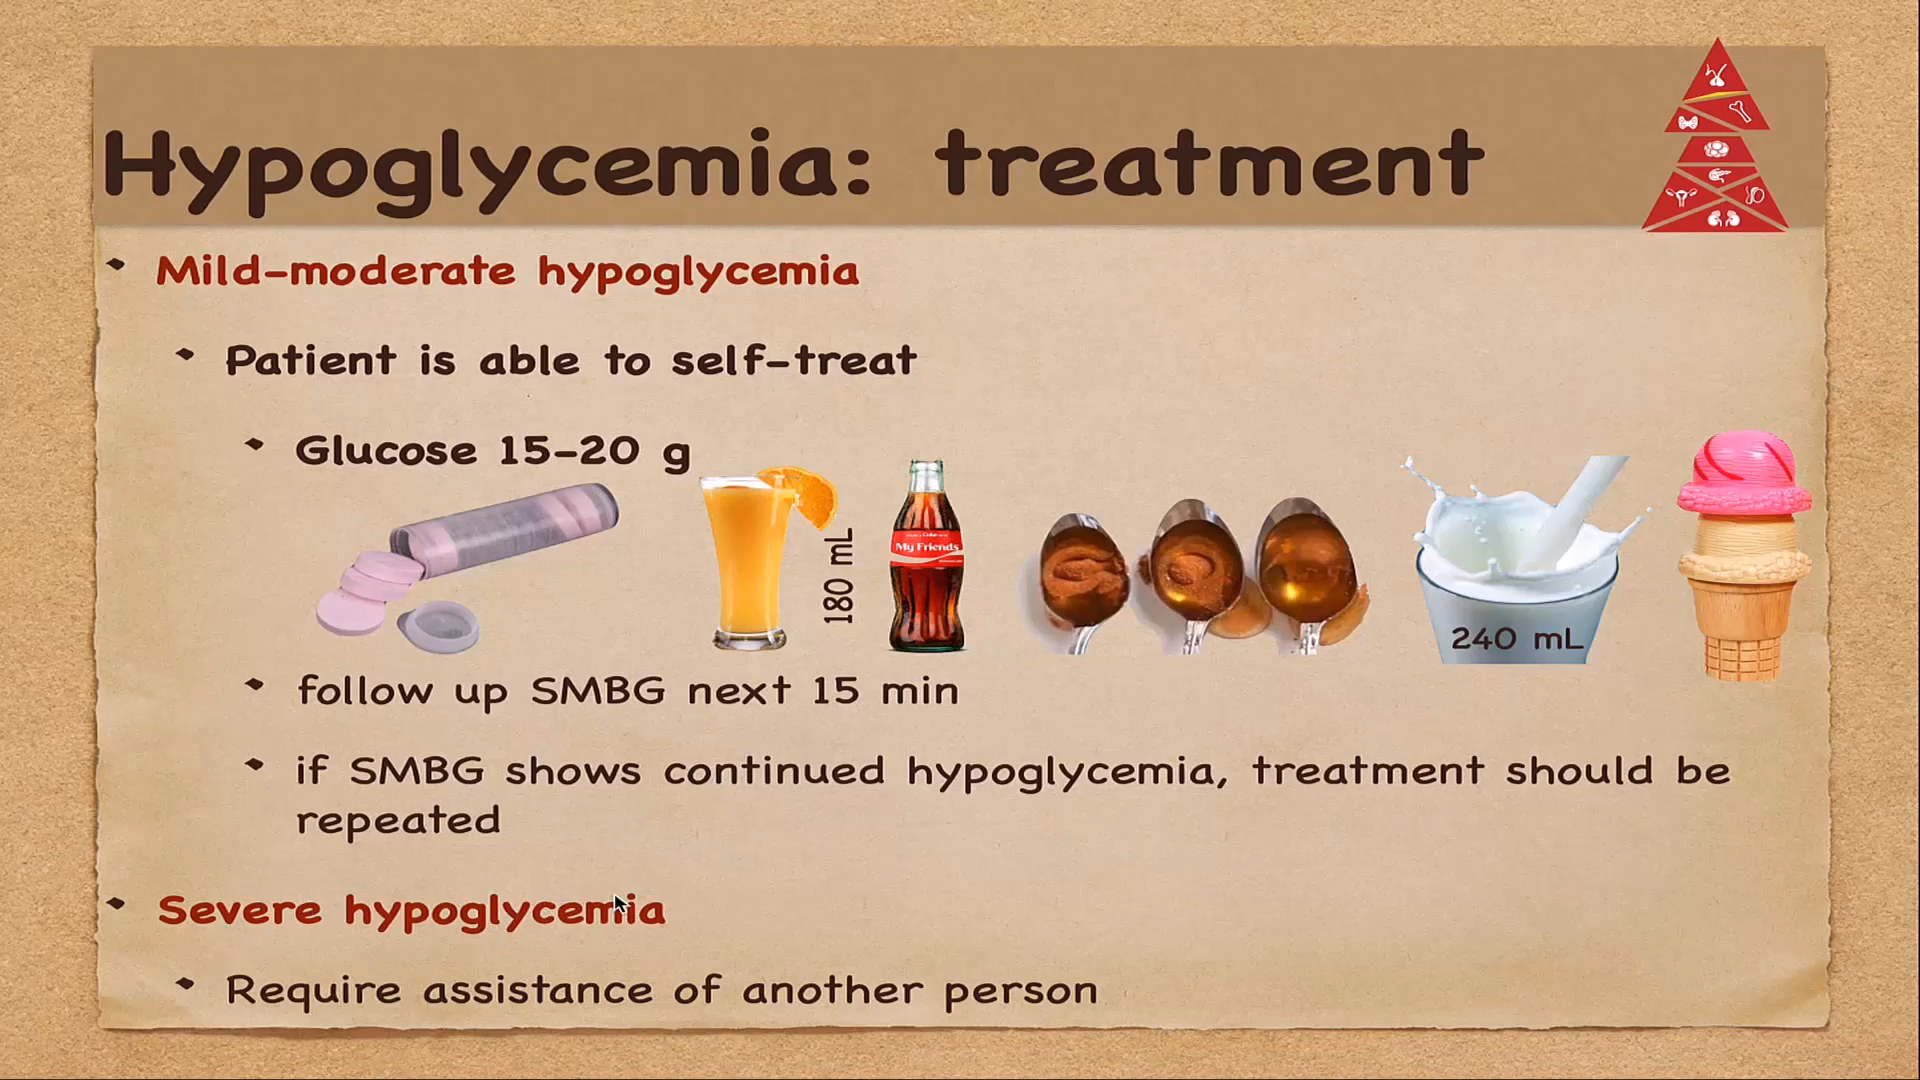 Hypoglycemia: treatment
Mild-moderate hypoglycemia
Patient is able to self-treat
Glucose 15-20 g
180 mL
My Friends
240 mL
follow up SMBG next 15 min
if SMBG shows continued hypoglycemia, treatment should be
repeated
Severe hypoglycemia
Require assistance of another person